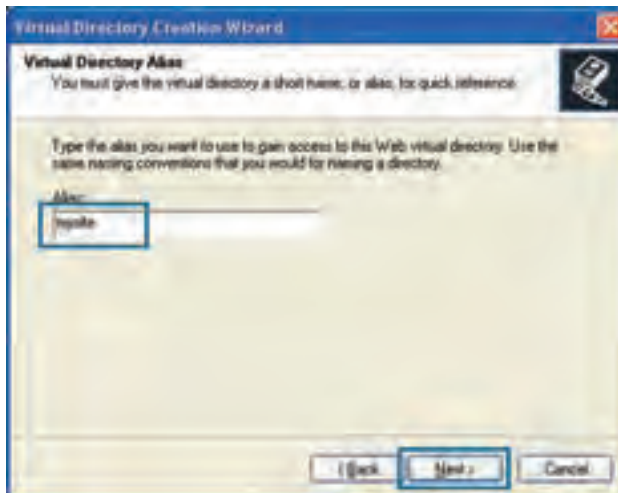 Virtual Directory Creation Wizard
Virtual Directory Alias
You must give the virtual directory a short name, or alias, for quick reference.
Type the alias you want to use to gain access to this Web virtual directory. Use the
same naming conventions that you would for naming a directory.
Alias:
mysite
< Back Next > Cancel